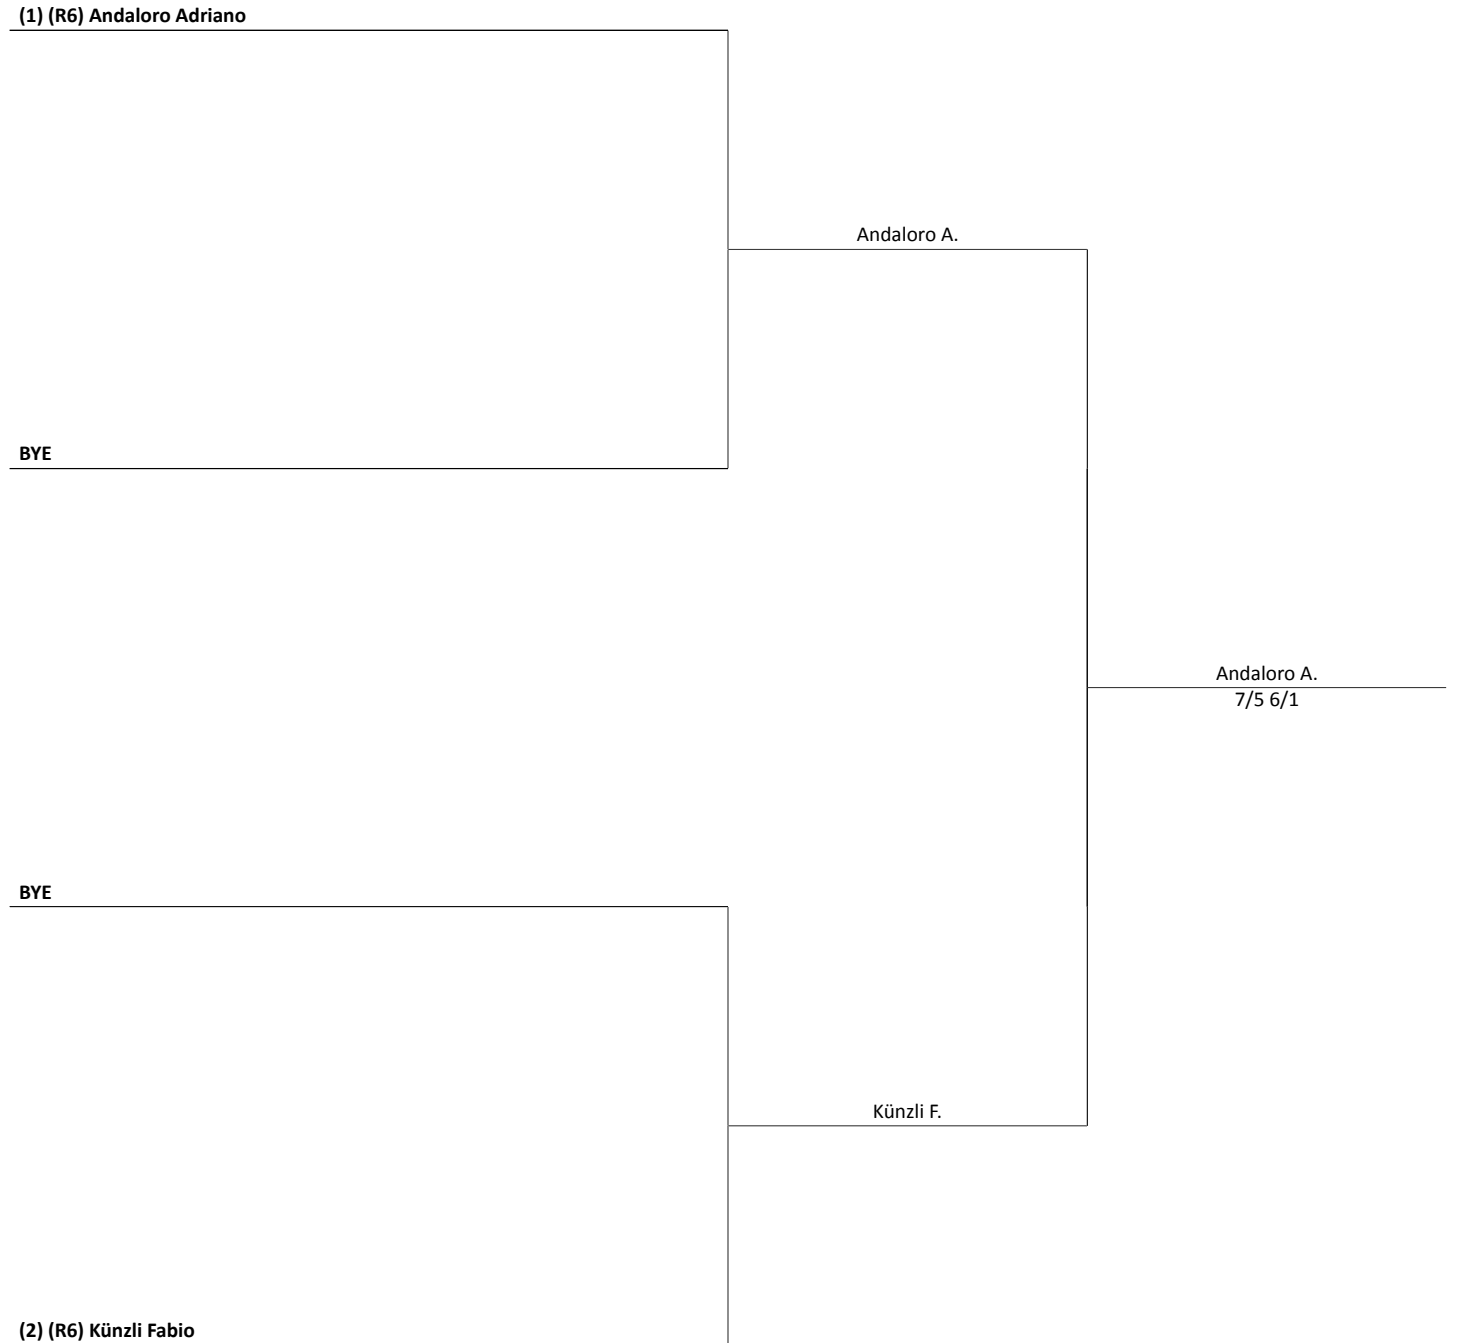 (1) (R6) Andaloro Adriano
Andaloro A.
BYE
Andaloro A.
7/5 6/1
BYE
Künzli F.
(2) (R6) Künzli Fabio